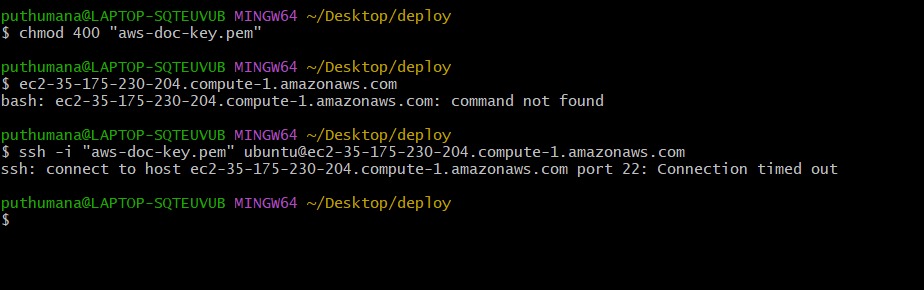 puthumana@LAPTOP-SQTEUVUB MINGW64 ~/Desktop/deploy
$ chmod 400 "aws-doc-key.pem"
puthumana@LAPTOP-SQTEUVUB MINGW64 ~/Desktop/deploy
$ ec2-35-175-230-204.compute-1.amazonaws.com
bash: ec2-35-175-230-204.compute-1.amazonaws.com: command not found
puthumana@LAPTOP-SQTEUVUB MINGW64 ~/Desktop/deploy
$ ssh -i "aws-doc-key.pem" ubuntu@ec2-35-175-230-204.compute-1.amazonaws.com
ssh: connect to host ec2-35-175-230-204.compute-1.amazonaws.com port 22: Connection timed out
puthumana@LAPTOP-SQTEUVUB MINGW64 ~/Desktop/deploy
$